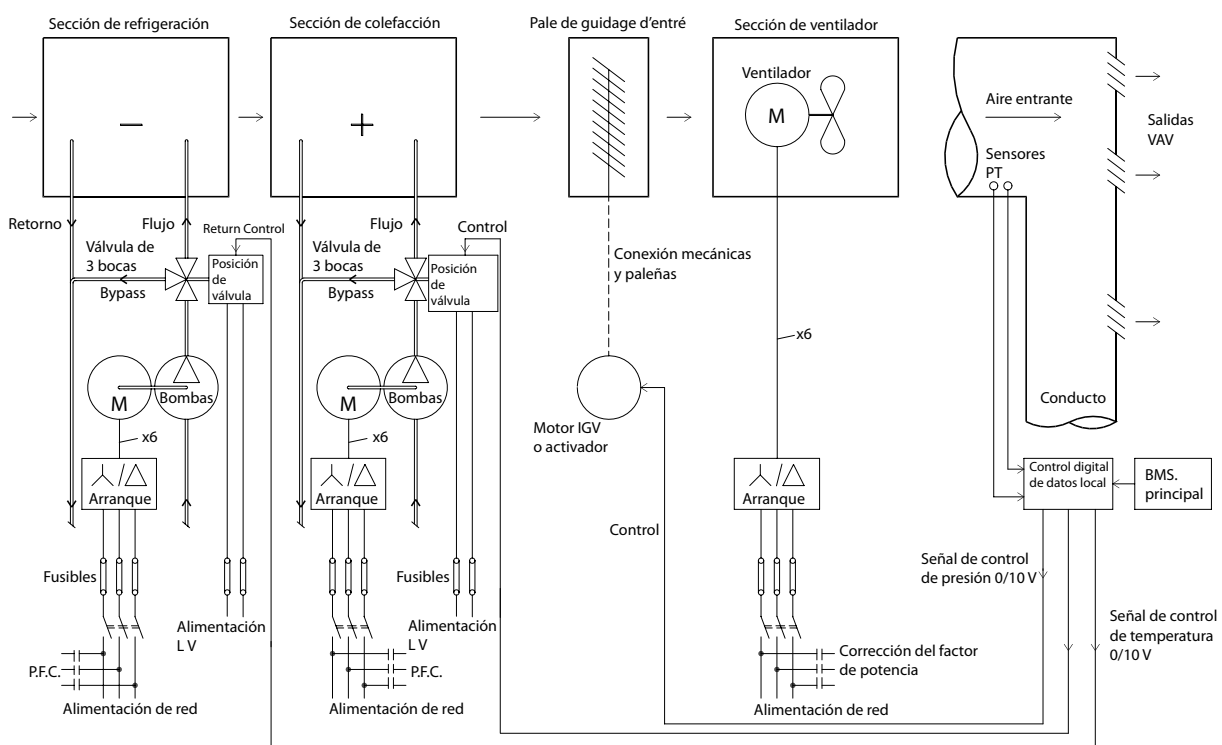 Sección de refrigeración
Sección de colefacción
Pale de guidage d'entré
Sección de ventilador
–
+
Ventilador
M
Aire entrante
Salidas
VAV
Sensores
PT
Retorno
Flujo
Return Control
Válvula de
3 bocas
Bypass
Posición
de
válvula
Flujo
Control
Válvula de
3 bocas
Bypass
Posición
de
válvula
Conexión mecánicas
y paleñas
x6
M
Bombas
M
Bombas
Motor IGV
o activador
Conducto
x6
x6
Arranque
Arranque
Arranque
Control digital
de datos local
BMS.
principal
Control
Señal de control
de presión 0/10 V
Fusibles
Fusibles
Alimentación
L V
Alimentación
L V
Señal de control
de temperatura
0/10 V
P.F.C.
P.F.C.
Corrección del factor
de potencia
Alimentación de red
Alimentación de red
Alimentación de red